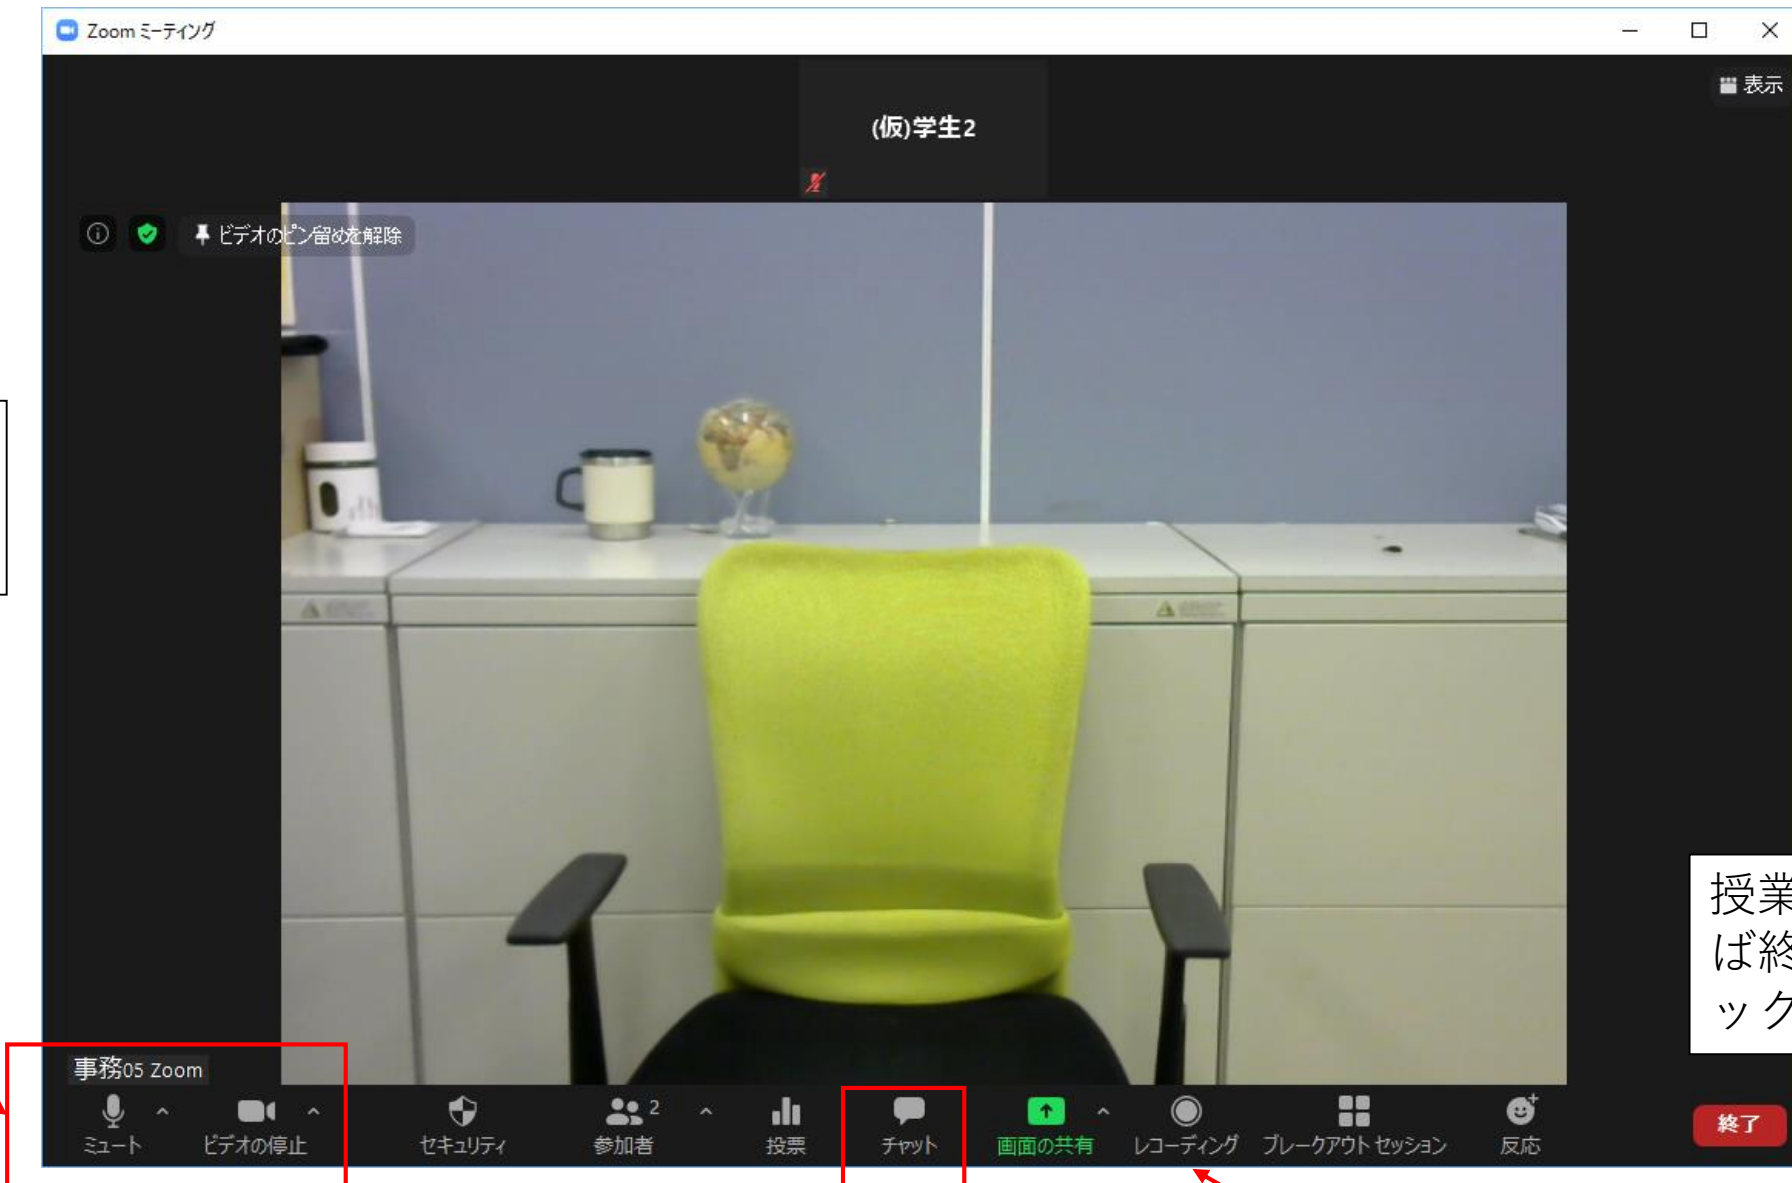 Zoom ミーティング
表示
(仮)学生2
ビデオのピン留めを解除
授業
ば終
ック
事務05 Zoom
2
ミュート
ビデオの停止
セキュリティ
参加者
投票
チャット
画面の共有
レコーディング
ブレークアウト セッション
反応
終了